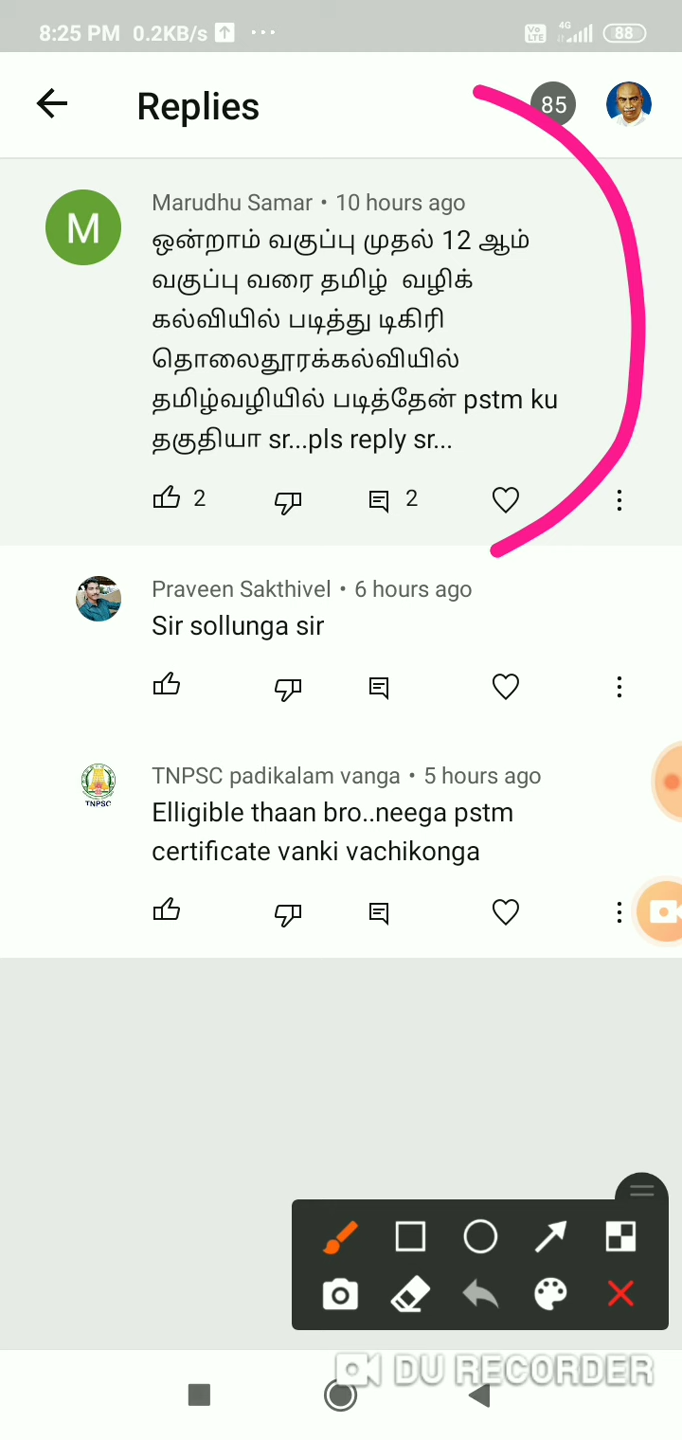 8:25 PM 0.2KB/s ...
Vo LTE 4G 88
Replies 85
M
Marudhu Samar • 10 hours ago
ஒன்றாம் வகுப்பு முதல் 12 ஆம்
வகுப்பு வரை தமிழ் வழிக்
கல்வியில் படித்து டிகிரி
தொலைதூரக்கல்வியில்
தமிழ்வழியில் படித்தேன் pstm ku
தகுதியா sr...pls reply sr...
2 2
Praveen Sakthivel • 6 hours ago
Sir sollunga sir
TNPSC
TNPSC padikalam vanga • 5 hours ago
Elligible thaan bro..neega pstm
certificate vanki vachikonga
DU RECORDER